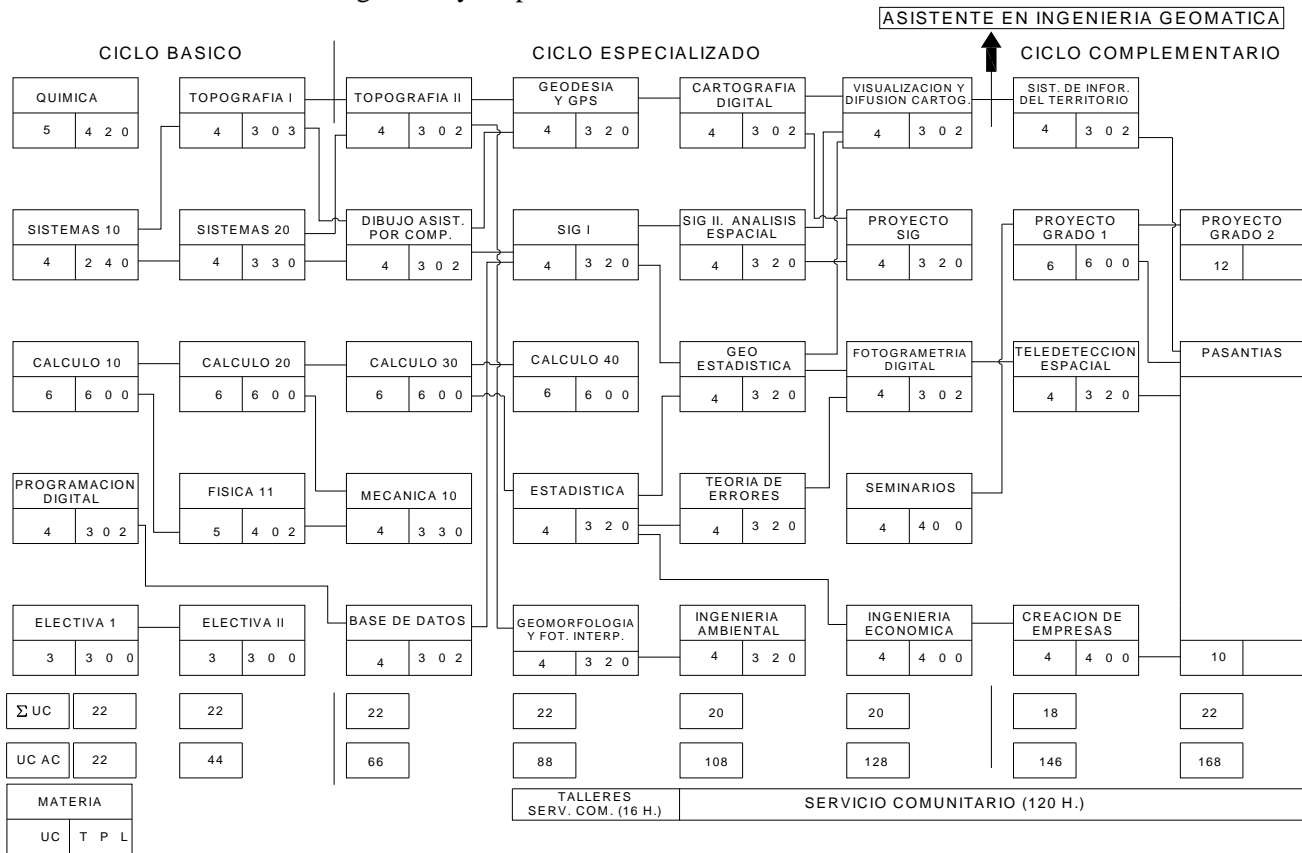 ASISTENTE EN INGENIERIA GEOMATICA
CICLO BASICO
CICLO ESPECIALIZADO
CICLO COMPLEMENTARIO
QUIMICA
5 4 2 0
TOPOGRAFIA I
4 3 0 3
TOPOGRAFIA II
4 3 0 2
GEODESIA
Y GPS
4 3 2 0
CARTOGRAFIA
DIGITAL
4 3 0 2
VISUALIZACION Y
DIFUSION CARTOG.
4 3 0 2
SIST. DE INFOR.
DEL TERRITORIO
4 3 0 2
SISTEMAS 10
4 2 4 0
SISTEMAS 20
4 3 3 0
DIBUJO ASIST.
POR COMP.
4 3 0 2
SIG I
4 3 2 0
SIG II. ANALISIS
ESPACIAL
4 3 2 0
PROYECTO
SIG
4 3 2 0
PROYECTO
GRADO 1
6 6 0 0
PROYECTO
GRADO 2
12
CALCULO 10
6 6 0 0
CALCULO 20
6 6 0 0
CALCULO 30
6 6 0 0
CALCULO 40
6 6 0 0
GEO
ESTADISTICA
4 3 2 0
FOTOGRAMETRIA
DIGITAL
4 3 0 2
TELEDETECCION
ESPACIAL
4 3 2 0
PASANTIAS
PROGRAMACION
DIGITAL
4 3 0 2
FISICA 11
5 4 0 2
MECANICA 10
4 3 3 0
ESTADISTICA
4 3 2 0
TEORIA DE
ERRORES
4 3 2 0
SEMINARIOS
4 4 0 0
ELECTIVA 1
3 3 0 0
ELECTIVA II
3 3 0 0
BASE DE DATOS
4 3 0 2
GEOMORFOLOGIA
Y FOT. INTERP.
4 3 2 0
INGENIERIA
AMBIENTAL
4 3 2 0
INGENIERIA
ECONOMICA
4 4 0 0
CREACION DE
EMPRESAS
4 4 0 0
10
Σ UC 22 22 22 22 20 20 18 22
UC AC 22 44 66 88 108 128 146 168
MATERIA
UC T P L
TALLERES
SERV. COM. (16 H.)
SERVICIO COMUNITARIO (120 H.)